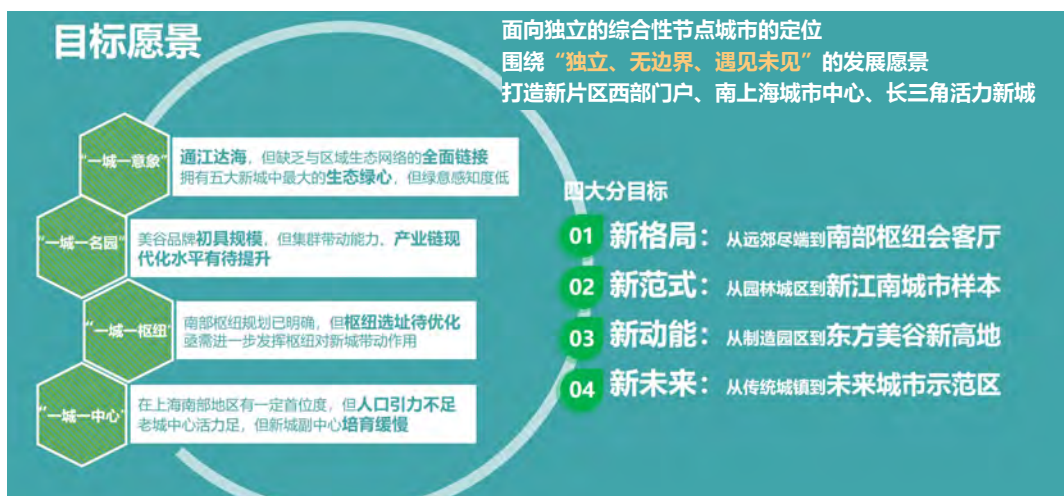 目标愿景
面向独立的综合性节点城市的定位
围绕“独立、无边界、遇见未见”的发展愿景
打造新片区西部门户、南上海城市中心、长三角活力新城
“一城一意象”
通江达海，但缺乏与区域生态网络的全面链接
拥有五大新城中最大的生态绿心，但绿意感知度低
“一城一名园”
美谷品牌初具规模，但集群带动能力，产业链现
代化水平有待提升
“一城一枢纽”
南部枢纽规划已明确，但枢纽选址待优化
亟需进一步发挥枢纽对新城带动作用
“一城一中心”
在上海南部地区有一定首位度，但人口引力不足
老城中心活力足，但新城副中心培育缓慢
四大分目标
01 新格局：从远郊尽端到南部枢纽会客厅
02 新范式：从园林城区到新江南城市样本
03 新动能：从制造园区到东方美谷新高地
04 新未来：从传统城镇到未来城市示范区